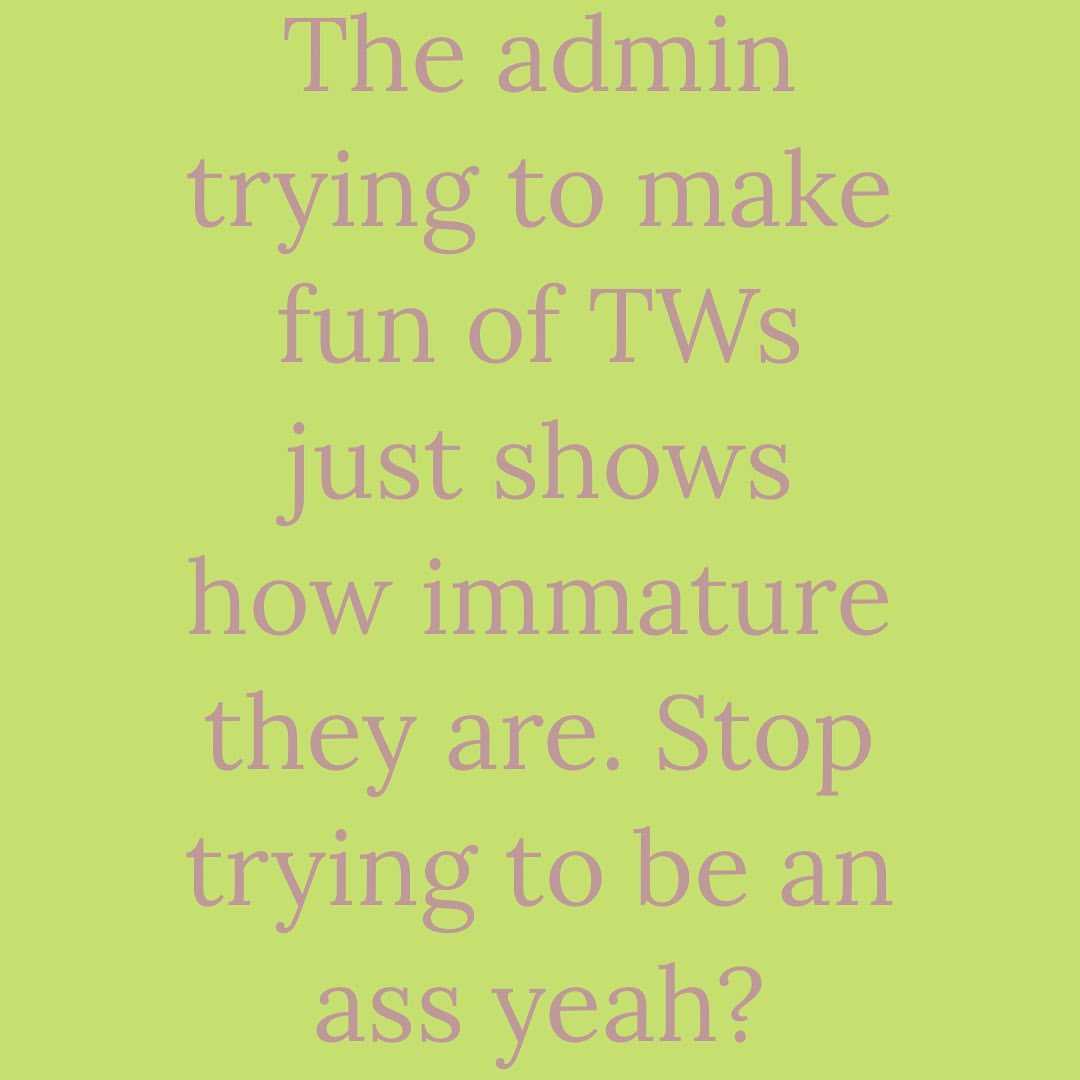 The admin
trying to make
fun of TWs
just shows
how immature
they are. Stop
trying to be an
ass yeah?